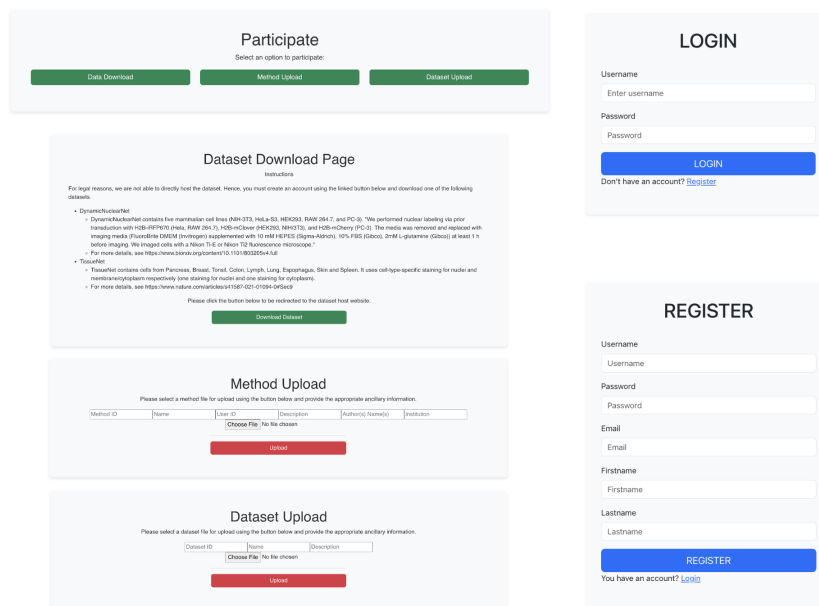 Participate
Select an option to participate:
Data Download
Method Upload
Dataset Upload
Dataset Download Page
Instructions
For legal reasons, we are not able to directly host the dataset. Hence, you must create an account using the linked button below and download one of the following
datasets.
• DynamicNuclearNet
DynamicNuclearNet contains five mammalian cell lines (NIH-3T3, HeLa-S3, HEK293, RAW 264.7, and PC-3). "We performed nuclear labeling via prior
transduction with H2B–iRFP670 (Hela, RAW 264.7), H2B-mClover (HEK293, NIH/3T3), and H2B-mCherry (PC-3). The media was removed and replaced with
imaging media (FluoroBrite DMEM (Invitrogen) supplemented with 10 mM HEPES (Sigma-Aldrich), 10% FBS (Gibco), 2mM L-glutamine (Gibco)) at least 1 h
before imaging. We imaged cells with a Nikon Ti-E or Nikon Ti2 fluorescence microscope."
For more details, see https://www.biorxiv.org/content/10.1101/803205v4.full
• TissueNet
TissueNet contains cells from Pancreas, Breast, Tonsil, Colon, Lymph, Lung, Espophagus, Skin and Spleen. It uses cell-type-specific staining for nuclei and
membrane/cytoplasm respectively (one staining for nuclei and one staining for cytoplasm).
For more details, see https://www.nature.com/articles/s41587-021-01094-0#Sec9
Please click the button below to be redirected to the dataset host website.
Download Dataset
Method Upload
Please select a method file for upload using the button below and provide the appropriate ancillary information.
Method ID Name User ID Description Author(s) Name(s) Institution
Choose File No file chosen
Upload
Dataset Upload
Please select a dataset file for upload using the button below and provide the appropriate ancillary information.
Dataset ID Name Description
Choose File No file chosen
Upload
LOGIN
Username
Enter username
Password
Password
LOGIN
Don't have an account? Register
REGISTER
Username
Username
Password
Password
Email
Email
Firstname
Firstname
Lastname
Lastname
REGISTER
You have an account? Login